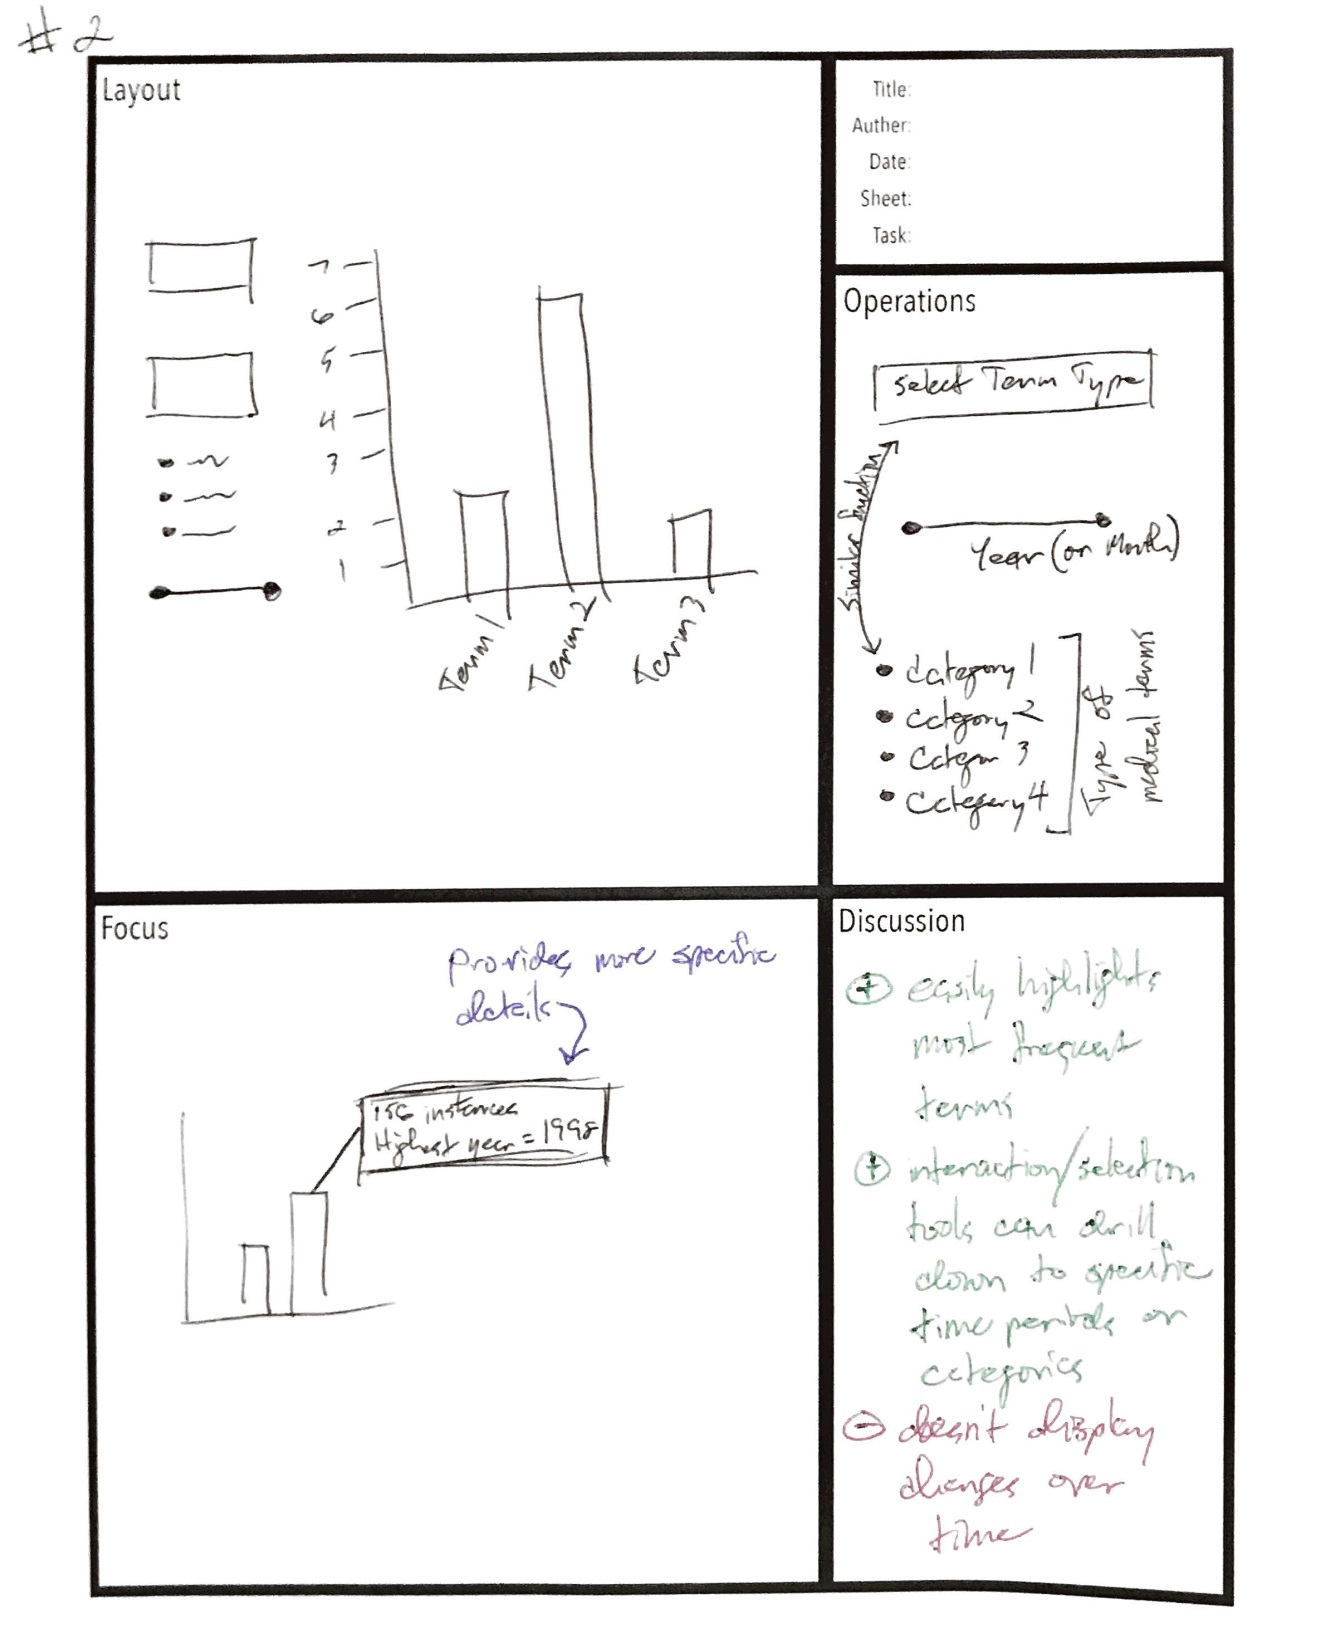 #2
Layout
7
6
5
4
3
2
1
Term 1
Term 2
Term 3
Title:
Auther:
Date:
Sheet:
Task:
Operations
Select Term Type
Similar function
Year (or Month)
Category 1
Category 2
Categor 3
Category 4
Type of
medical terms
Focus
provides more specific
details
156 instances
Highest year = 1998
Discussion
+ easily highlights
most frequent
terms
+ interaction/selection
tools can drill
down to specific
time periods or
categories
- doesn't display
changes over
time